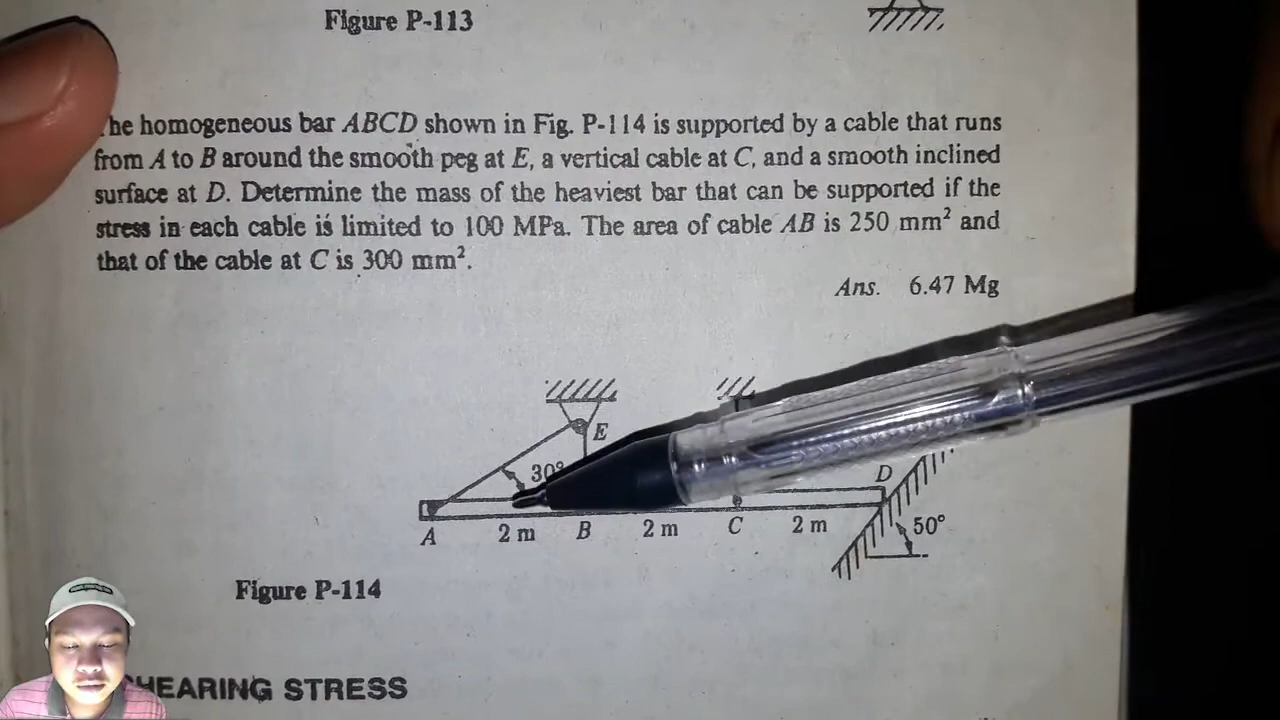 Figure P-113
he homogeneous bar ABCD shown in Fig. P-114 is supported by a cable that runs
from A to B around the smooth peg at E, a vertical cable at C, and a smooth inclined
surface at D. Determine the mass of the heaviest bar that can be supported if the
stress in each cable is limited to 100 MPa. The area of cable AB is 250 mm² and
that of the cable at C is 300 mm².
Ans. 6.47 Mg
E
30°
D
A 2 m B 2 m C 2 m 50°
Figure P-114
HEARING STRESS